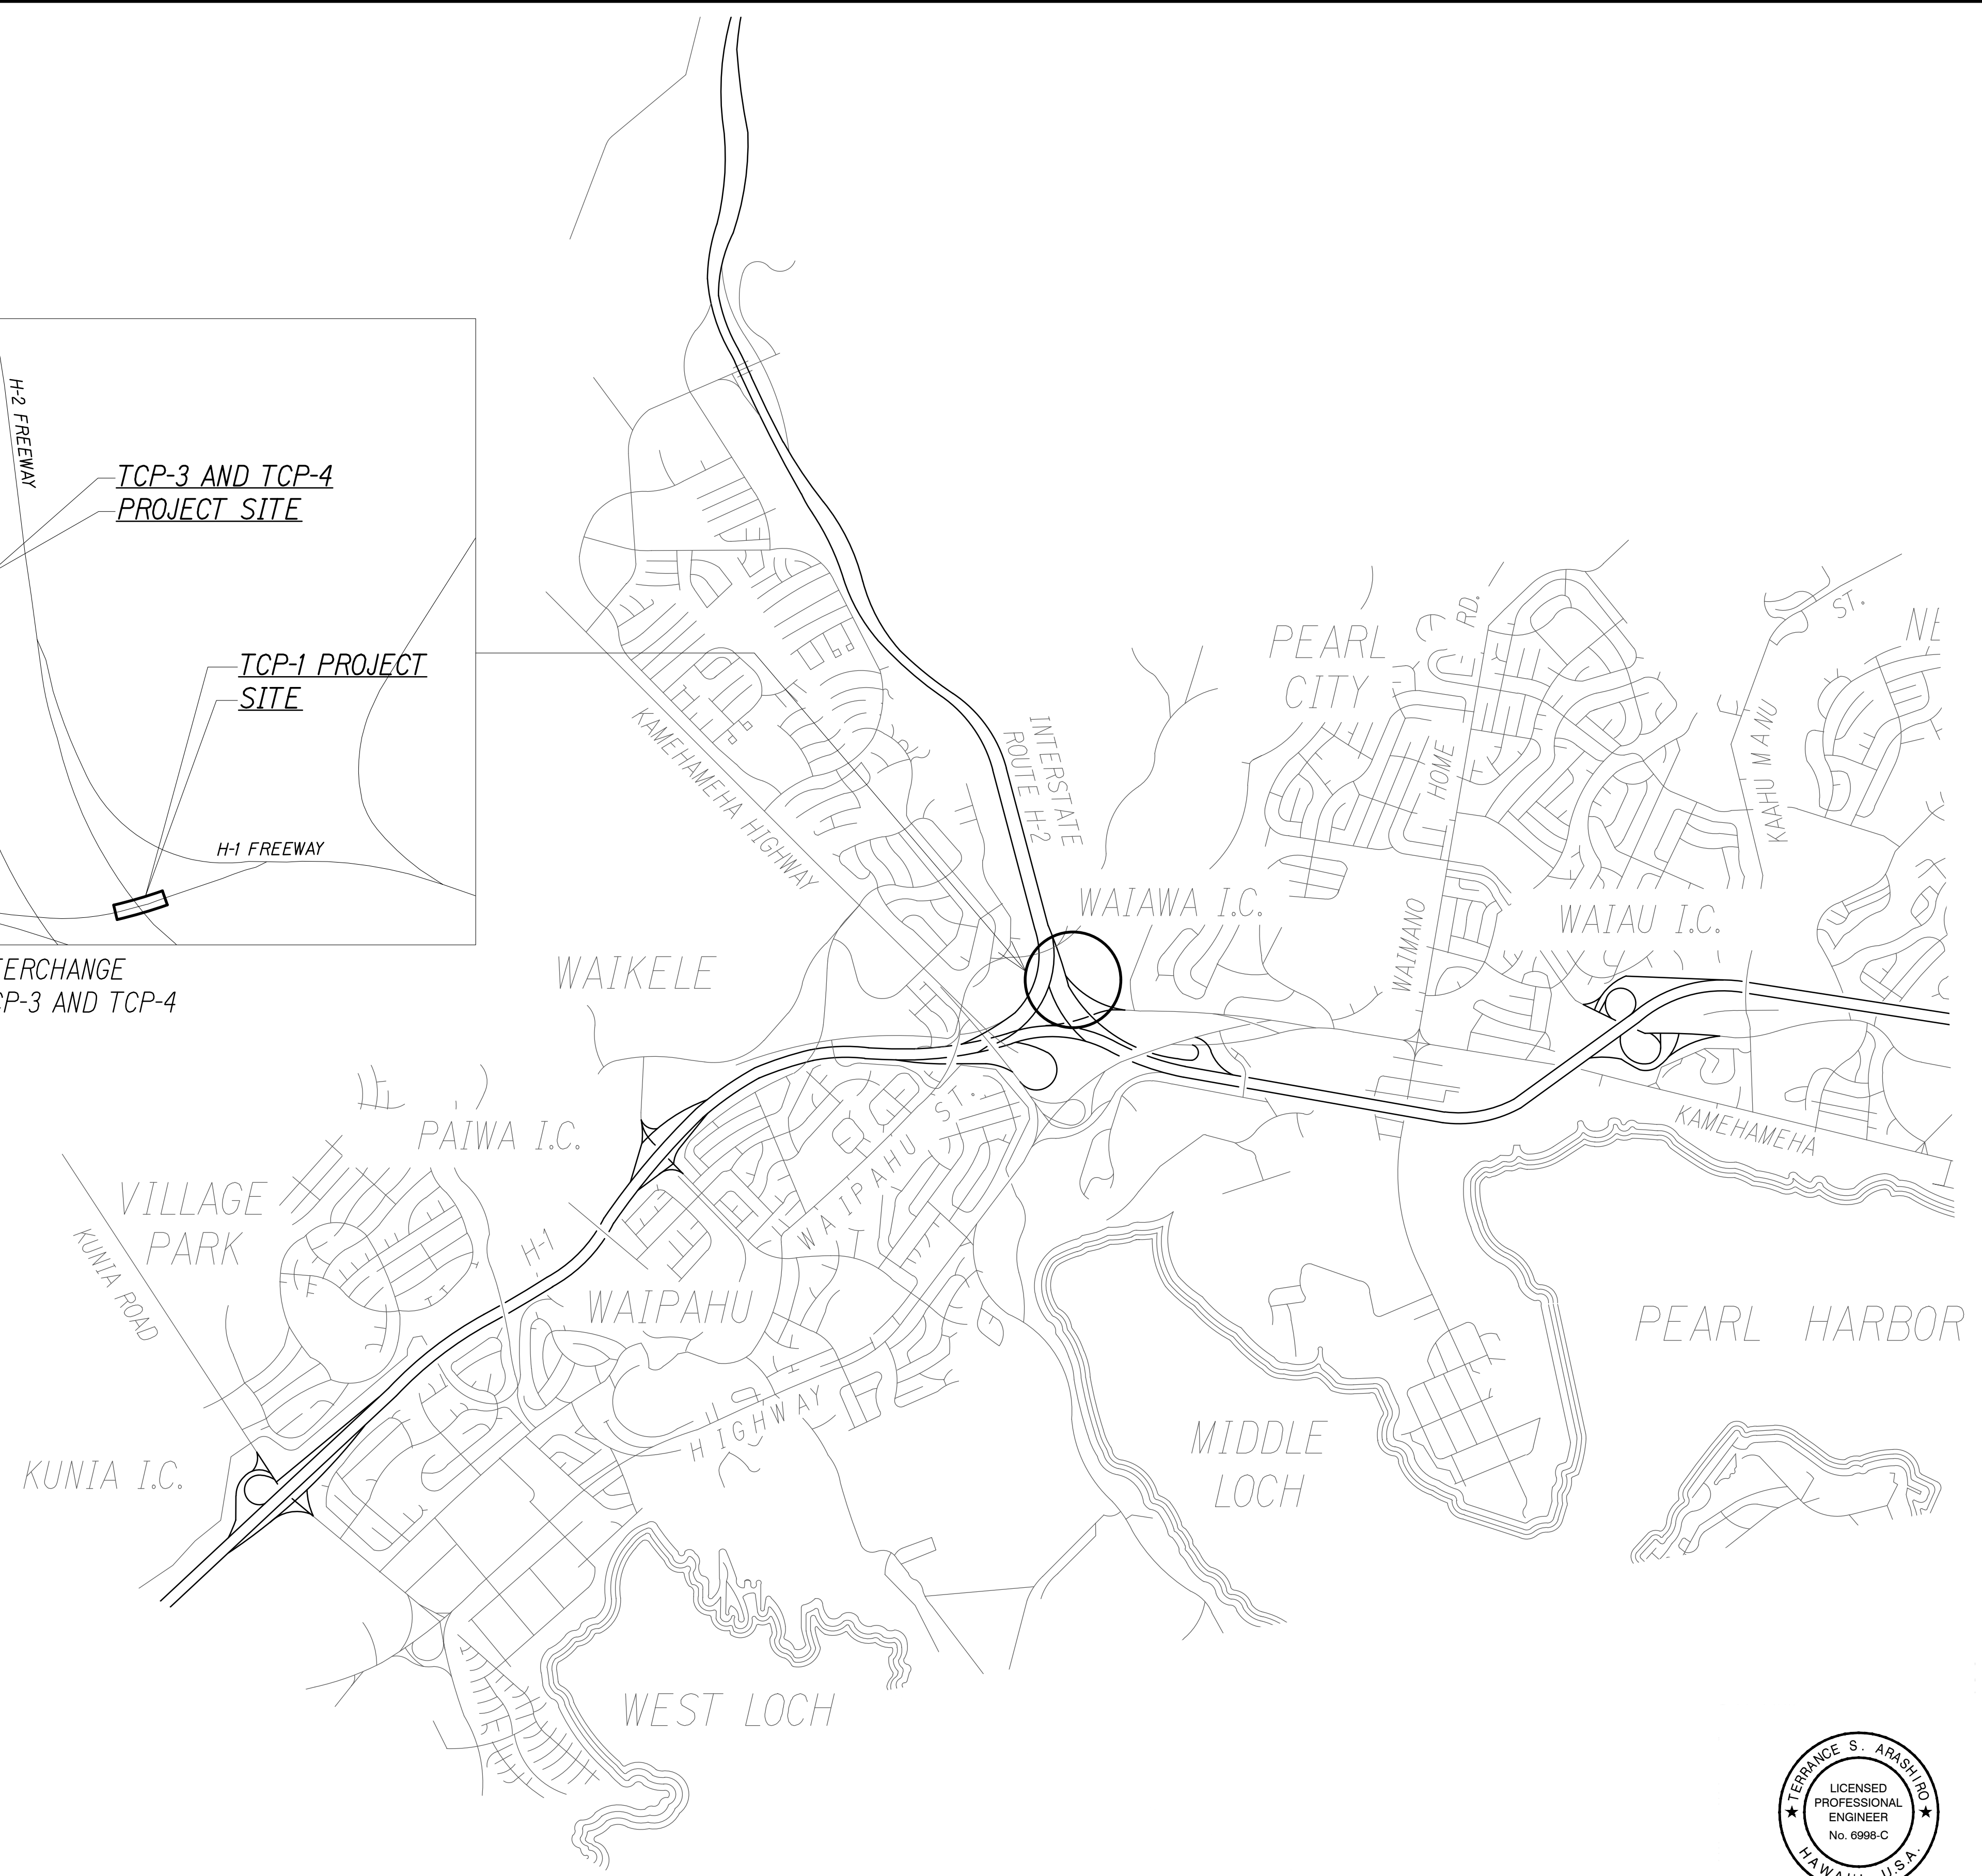 H-2 FREEWAY
TCP-3 AND TCP-4
PROJECT SITE
TCP-1 PROJECT
SITE
H-1 FREEWAY
TERCHANGE
CP-3 AND TCP-4
KAMEHAMEHA HIGHWAY
INTERSTATE
ROUTE H-2
PEARL
CITY
RD.
HOME
WAIMANO
ST.
KAAHU MANU
NE
WAIAWA I.C.
WAIAU I.C.
WAIKELE
PAIWA I.C.
WAIPAHU ST.
KAMEHAMEHA
VILLAGE
PARK
KUNIA ROAD
H-1
WAIPAHU
PEARL HARBOR
HIGHWAY
KUNIA I.C.
MIDDLE
LOCH
WEST LOCH
TERRANCE S. ARASHIRO
LICENSED
PROFESSIONAL
ENGINEER
No. 6998-C
HAWAII, U.S.A.